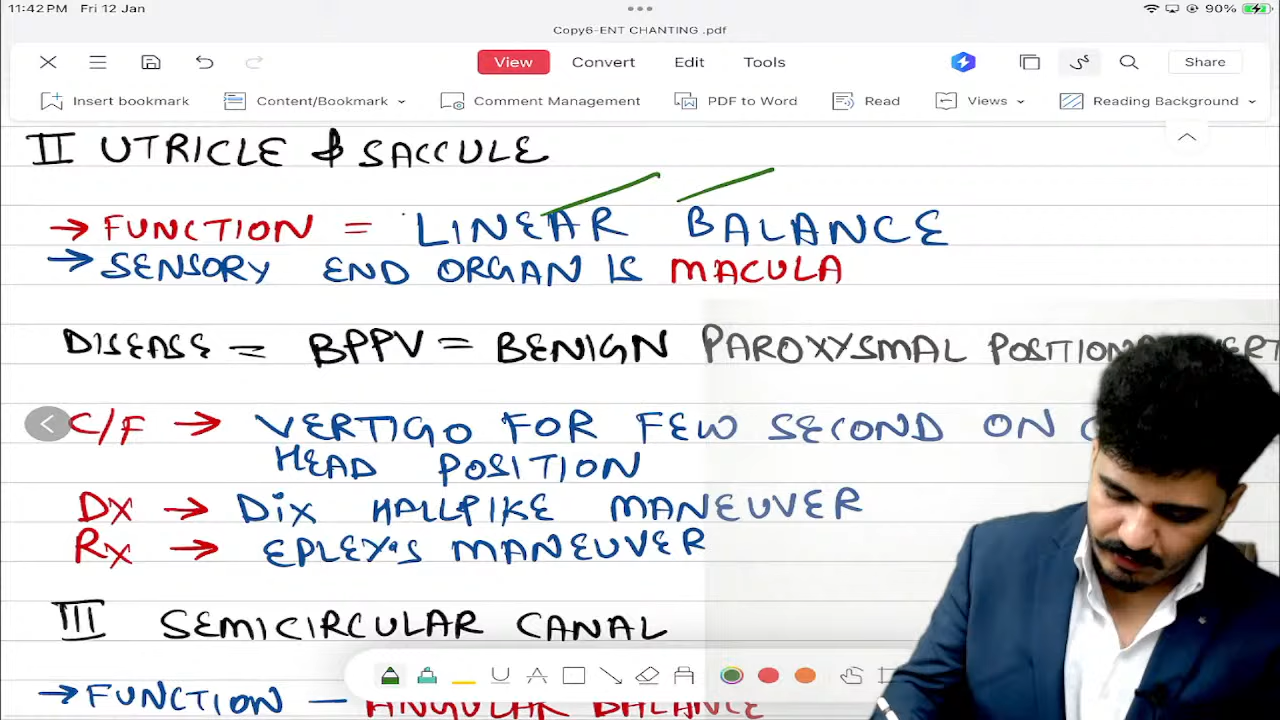 11:42PM Fri 12 Jan 90%
Copy6-ENT CHANTING .pdf
View Convert Edit Tools Share
Insert bookmark Content/Bookmark Comment Management PDF to Word Read Views Reading Background
II UTRICLE & SACCULE
→ FUNCTION = LINEAR BALANCE
→ SENSORY END ORGAN IS MACULA
DISEASE = BPPV = BENIGN PAROXYSMAL
C/F → VERTIGO FOR FEW SECOND ON
HEAD POSITION
DX → DIX HALLPIKE MANEUVER
RX → EPLEY'S MANEUVER
III SEMICIRCULAR CANAL
→ FUNCTION - ANGULAR BALANCE